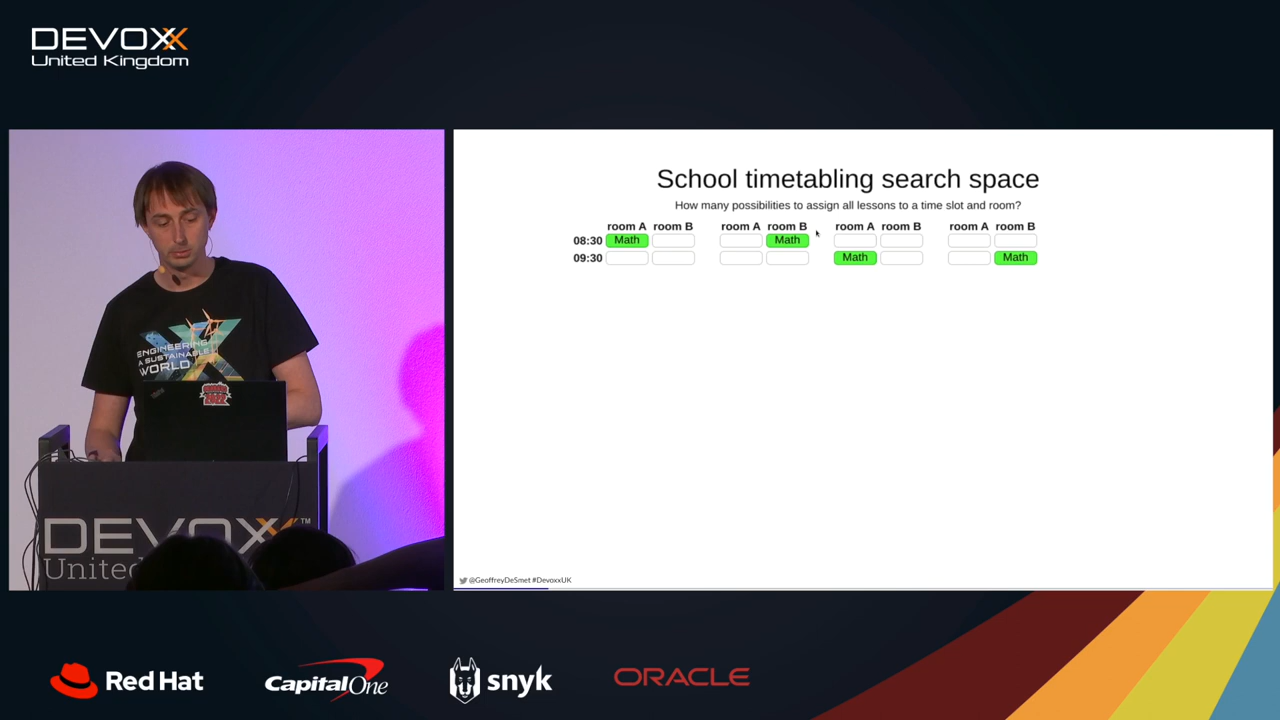 DEVOXX
United Kingdom
ENGINEERING
A SUSTAINABLE
WORLD
DEVOXX™
United
School timetabling search space
How many possibilities to assign all lessons to a time slot and room?
room A room B room A room B room A room B room A room B
08:30 Math Math
09:30 Math Math
@GeoffreyDeSmet #DevoxxUK
Red Hat
Capital One
snyk
ORACLE